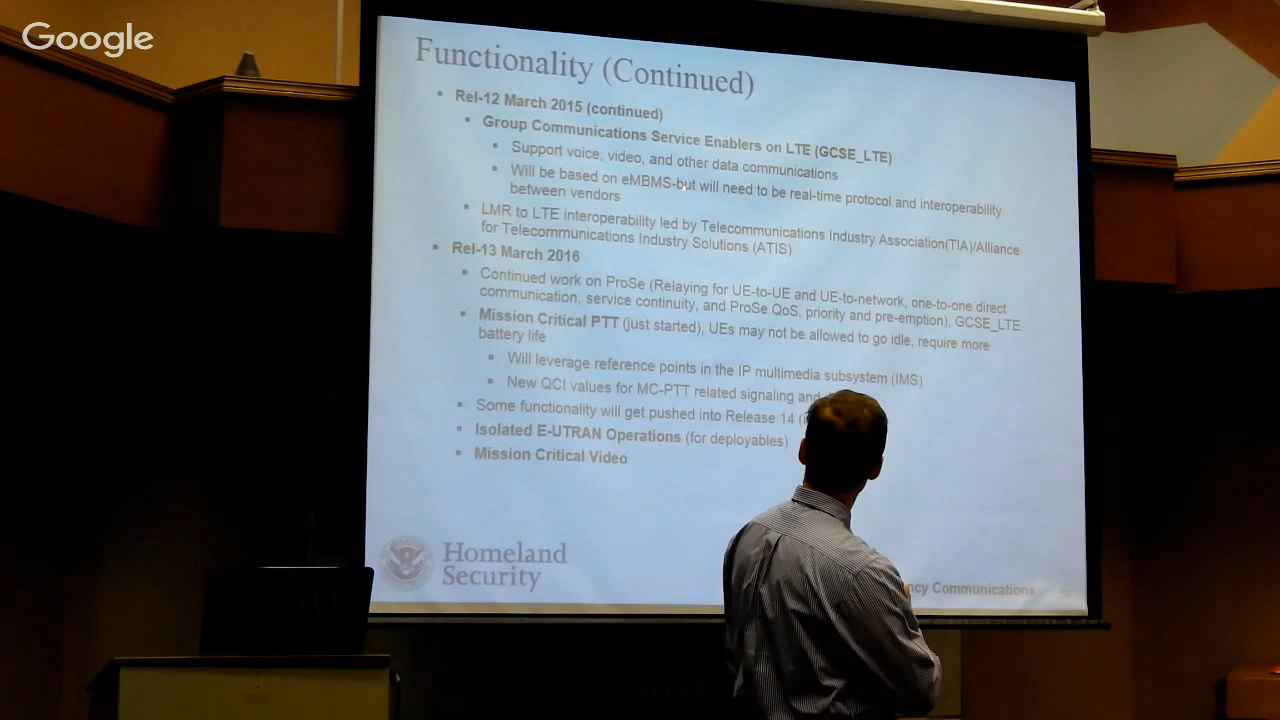 Google
Functionality (Continued)
Rel-12 March 2015 (continued)
Group Communications Service Enablers on LTE (GCSE_LTE)
Support voice, video, and other data communications
Will be based on eMBMS-but will need to be real-time protocol and interoperability
between vendors
LMR to LTE interoperability led by Telecommunications Industry Association(TIA)/Alliance
for Telecommunications Industry Solutions (ATIS)
Rel-13 March 2016
Continued work on ProSe (Relaying for UE-to-UE and UE-to-network, one-to-one direct
communication, service continuity, and ProSe QoS, priority and pre-emption), GCSE_LTE
Mission Critical PTT (just started), UEs may not be allowed to go idle, require more
battery life
Will leverage reference points in the IP multimedia subsystem (IMS)
New QCI values for MC-PTT related signaling and
Some functionality will get pushed into Release 14
Isolated E-UTRAN Operations (for deployables)
Mission Critical Video
Homeland
Security
Communications